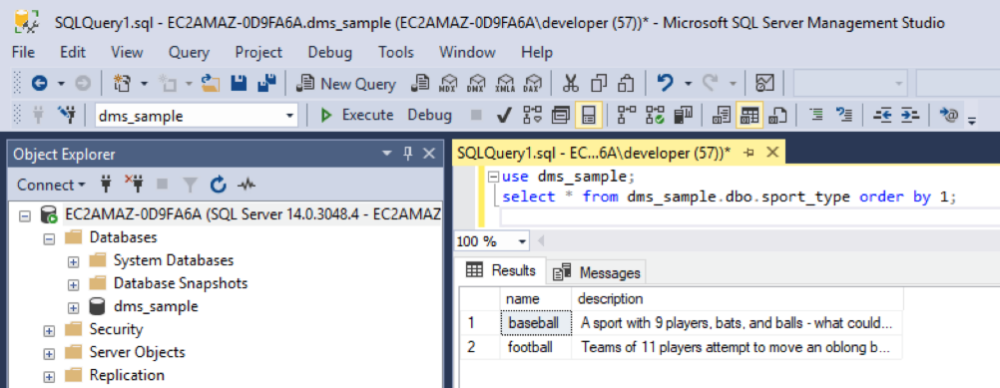 SQLQuery1.sql - EC2AMAZ-0D9FA6A.dms_sample (EC2AMAZ-0D9FA6A\developer (57))* - Microsoft SQL Server Management Studio
File Edit View Query Project Debug Tools Window Help
New Query MDX DMX XMLA DAX
dms_sample Execute Debug
Object Explorer
Connect
EC2AMAZ-0D9FA6A (SQL Server 14.0.3048.4 - EC2AMAZ
Databases
System Databases
Database Snapshots
dms_sample
Security
Server Objects
Replication
SQLQuery1.sql - EC...6A\developer (57))*
use dms_sample;
select * from dms_sample.dbo.sport_type order by 1;
100 %
Results Messages
name description
1 baseball A sport with 9 players, bats, and balls - what could...
2 football Teams of 11 players attempt to move an oblong b...